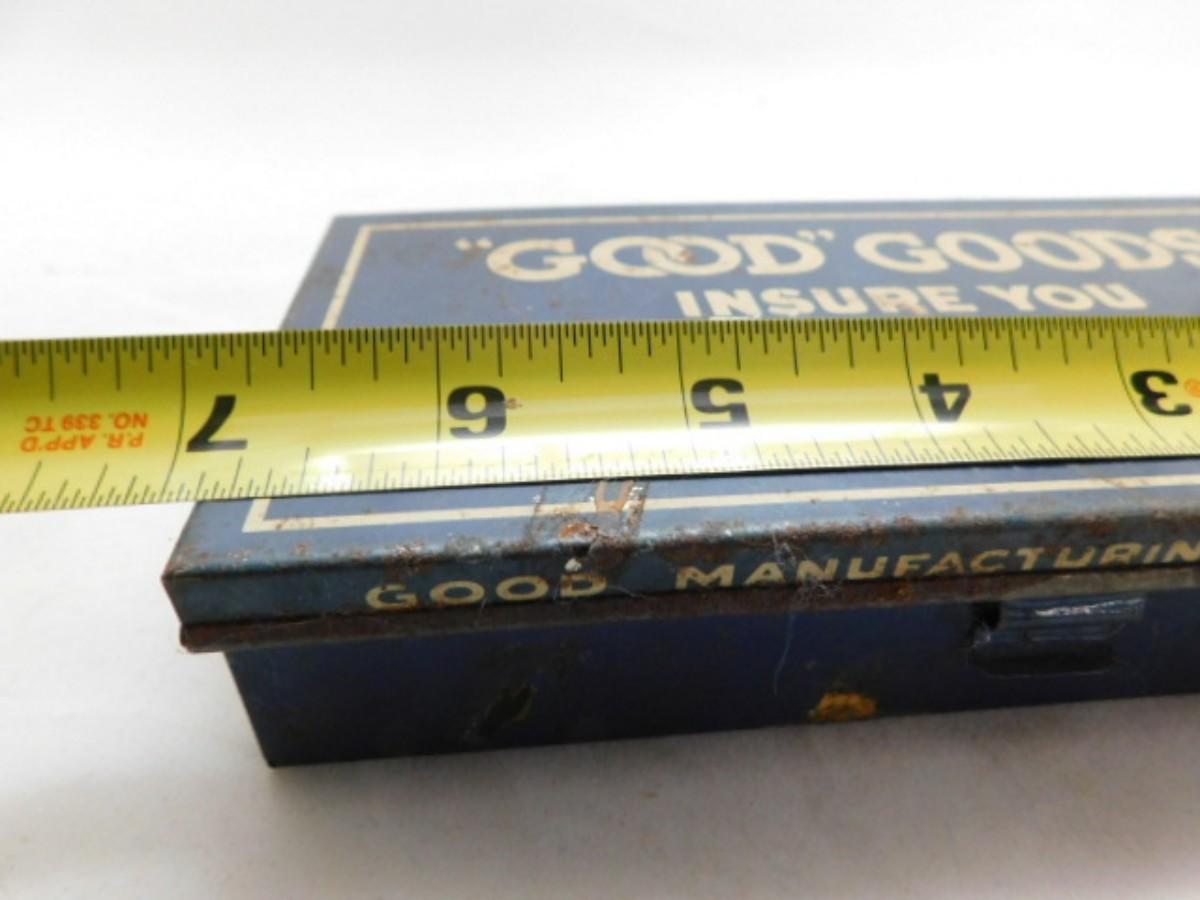 "GOOD" GOODS
INSURE YOU
7 6 5 4 3
P.R. APP'D
NO. 339 TC
GOOD MANUFACTURIN